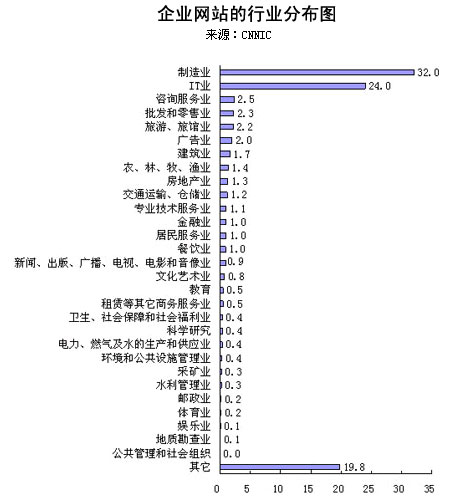 企业网站的行业分布图
来源：CNNIC
制造业 32.0
IT业 24.0
咨询服务业 2.5
批发和零售业 2.3
旅游、旅馆业 2.2
广告业 2.0
建筑业 1.7
农、林、牧、渔业 1.4
房地产业 1.3
交通运输、仓储业 1.2
专业技术服务业 1.1
金融业 1.0
居民服务业 1.0
餐饮业 1.0
新闻、出版、广播、电视、电影和音像业 0.9
文化艺术业 0.8
教育 0.5
租赁等其它商务服务业 0.5
卫生、社会保障和社会福利业 0.4
科学研究 0.4
电力、燃气及水的生产和供应业 0.4
环境和公共设施管理业 0.4
采矿业 0.3
水利管理业 0.3
邮政业 0.2
体育业 0.2
娱乐业 0.1
地质勘查业 0.1
公共管理和社会组织 0.0
其它 19.8
0 5 10 15 20 25 30 35